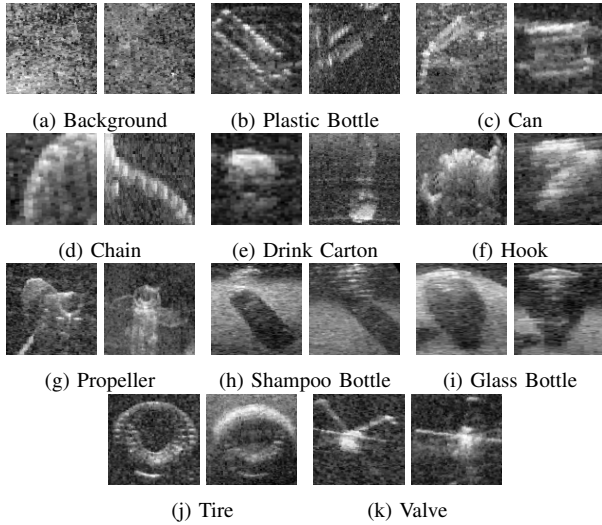 (a) Background (b) Plastic Bottle (c) Can
(d) Chain (e) Drink Carton (f) Hook
(g) Propeller (h) Shampoo Bottle (i) Glass Bottle
(j) Tire (k) Valve